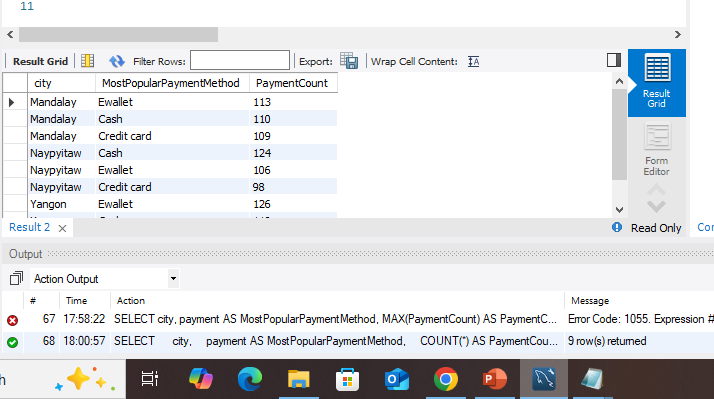 11
Result Grid Filter Rows: Export: Wrap Cell Content: IA
city MostPopularPaymentMethod PaymentCount
Mandalay Ewallet 113
Mandalay Cash 110
Mandalay Credit card 109
Naypyitaw Cash 124
Naypyitaw Ewallet 106
Naypyitaw Credit card 98
Yangon Ewallet 126
Result
Grid
Form
Editor
Result 2 × Read Only Cor
Output
Action Output
# Time Action Message
67 17:58:22 SELECT city, payment AS MostPopularPaymentMethod, MAX(PaymentCount) AS PaymentC... Error Code: 1055. Expression #
68 18:00:57 SELECT city, payment AS MostPopularPaymentMethod, COUNT(*) AS PaymentCou... 9 row(s) returned
h